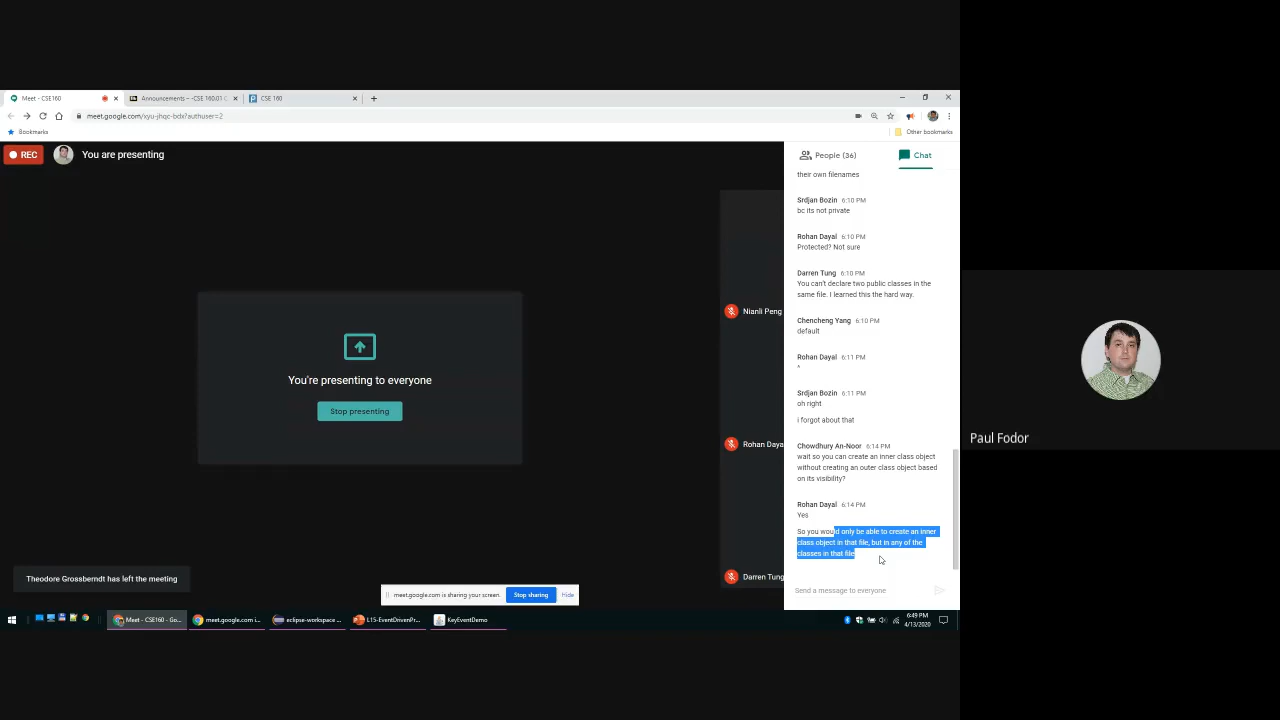 Meet - CSE160
Announcements – -CSE 160.01 C
CSE 160
meet.google.com/xyu-jhqc-bdx?authuser=2
Bookmarks
Other bookmarks
REC
You are presenting
People (36)
Chat
their own filenames
Srdjan Bozin 6:10 PM
bc its not private
Rohan Dayal 6:10 PM
Protected? Not sure
Darren Tung 6:10 PM
You can't declare two public classes in the
same file. I learned this the hard way.
Chencheng Yang 6:10 PM
default
Rohan Dayal 6:11 PM
^
Srdjan Bozin 6:11 PM
oh right
i forgot about that
Chowdhury An-Noor 6:14 PM
wait so you can create an inner class object
without creating an outer class object based
on its visibility?
Rohan Dayal 6:14 PM
Yes
So you would only be able to create an inner
class object in that file, but in any of the
classes in that file
Send a message to everyone
You're presenting to everyone
Stop presenting
Nianli Peng
Rohan Daya
Darren Tung
Theodore Grossberndt has left the meeting
meet.google.com is sharing your screen.
Stop sharing
Hide
Meet - CSE160 - Go...
meet.google.com i...
eclipse-workspace ...
L15-EventDrivenPr...
KeyEventDemo
6:49 PM
4/13/2020
Paul Fodor